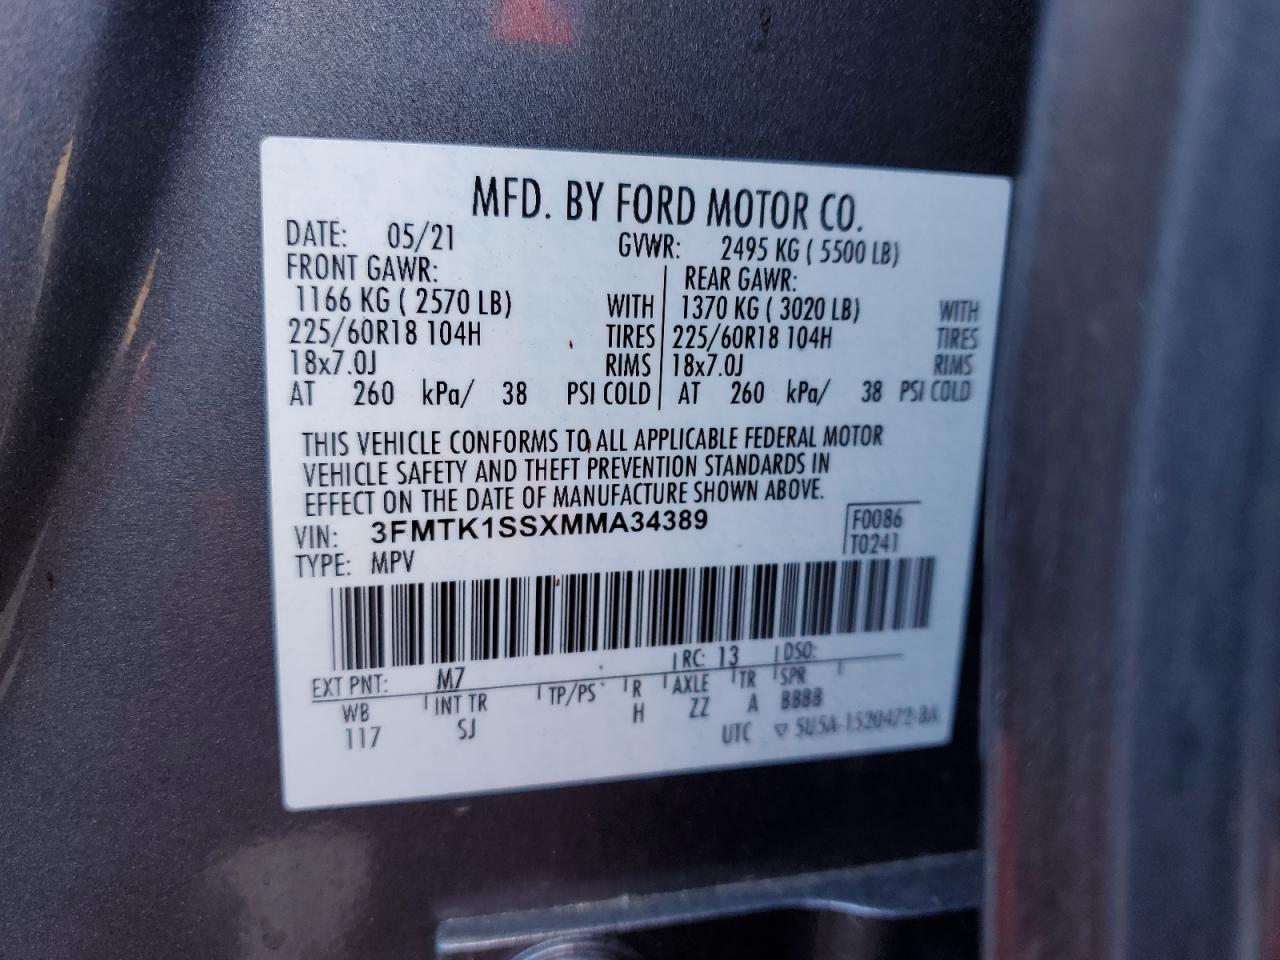 MFD. BY FORD MOTOR CO.
DATE: 05/21 GVWR: 2495 KG ( 5500 LB)
FRONT GAWR: REAR GAWR:
1166 KG ( 2570 LB) WITH 1370 KG ( 3020 LB) WITH
225/60R18 104H TIRES 225/60R18 104H TIRES
18x7.0J RIMS 18x7.0J RIMS
AT 260 kPa/ 38 PSI COLD AT 260 kPa/ 38 PSI COLD
THIS VEHICLE CONFORMS TO ALL APPLICABLE FEDERAL MOTOR
VEHICLE SAFETY AND THEFT PREVENTION STANDARDS IN
EFFECT ON THE DATE OF MANUFACTURE SHOWN ABOVE.
VIN: 3FMTK1SSXMMA34389 F0086
TYPE: MPV T0241
EXT PNT: M7 RC: 13 DSO:
WB INT TR TP/PS R AXLE TR SPR
117 SJ H ZZ A BBBB
UTC ▽ 5U5A-1520472-BA